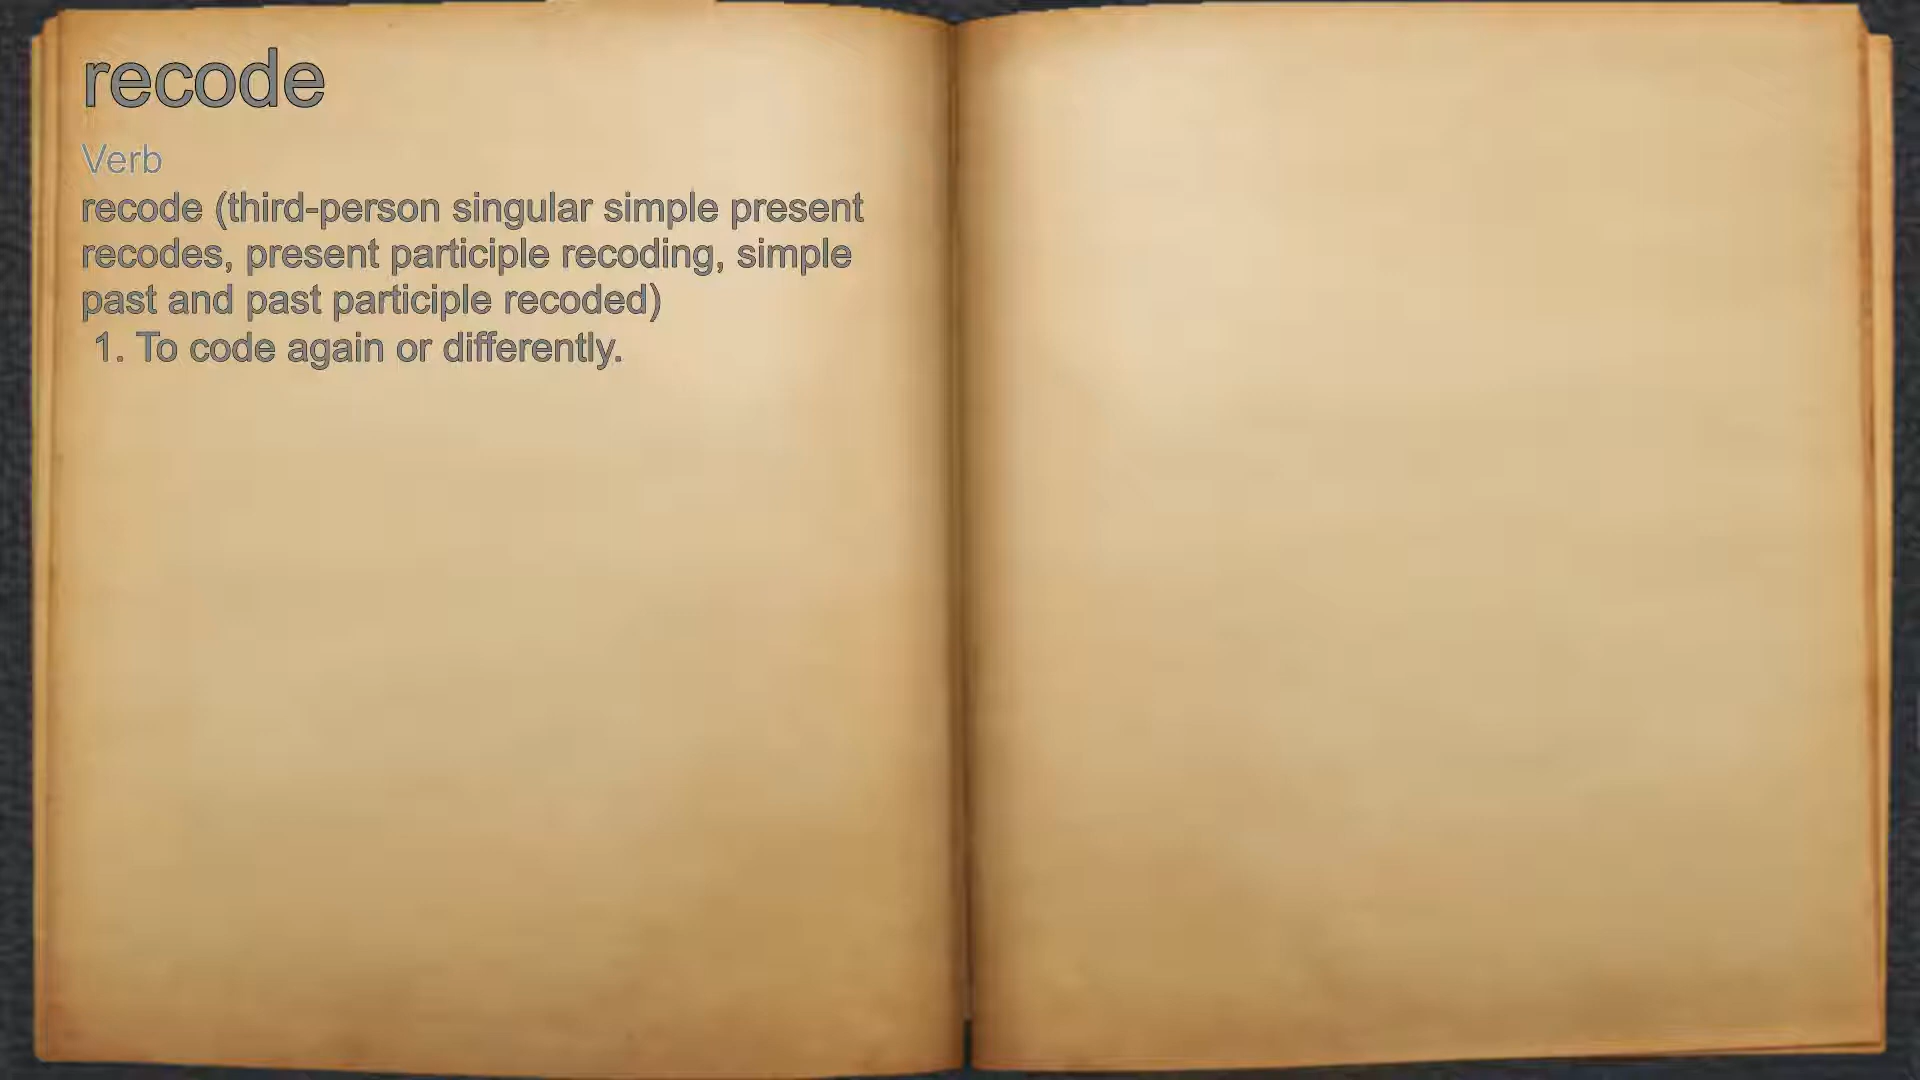 recode
Verb
recode (third-person singular simple present
recodes, present participle recoding, simple
past and past participle recoded)
1. To code again or differently.